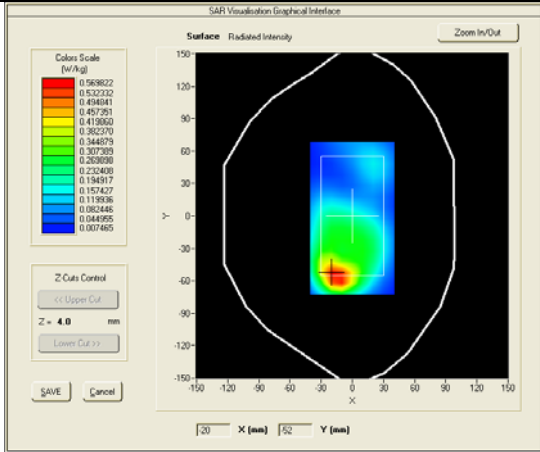 SAR Visualisation Graphical Interface
Surface Radiated Intensity
Zoom In/Out
Colors Scale
(W/kg)
0.569822
0.532332
0.494841
0.457351
0.419860
0.382370
0.344879
0.307389
0.269898
0.232408
0.194917
0.157427
0.119936
0.082446
0.044955
0.007465
Z-Cuts Control
<< Upper Cut
Z = 4.0 mm
Lower Cut >>
SAVE Cancel
150
120
90
60
30
0
-30
-60
-90
-120
-150
Y
-150 -120 -90 -60 -30 0 30 60 90 120 150
X
-20 X (mm) -52 Y (mm)